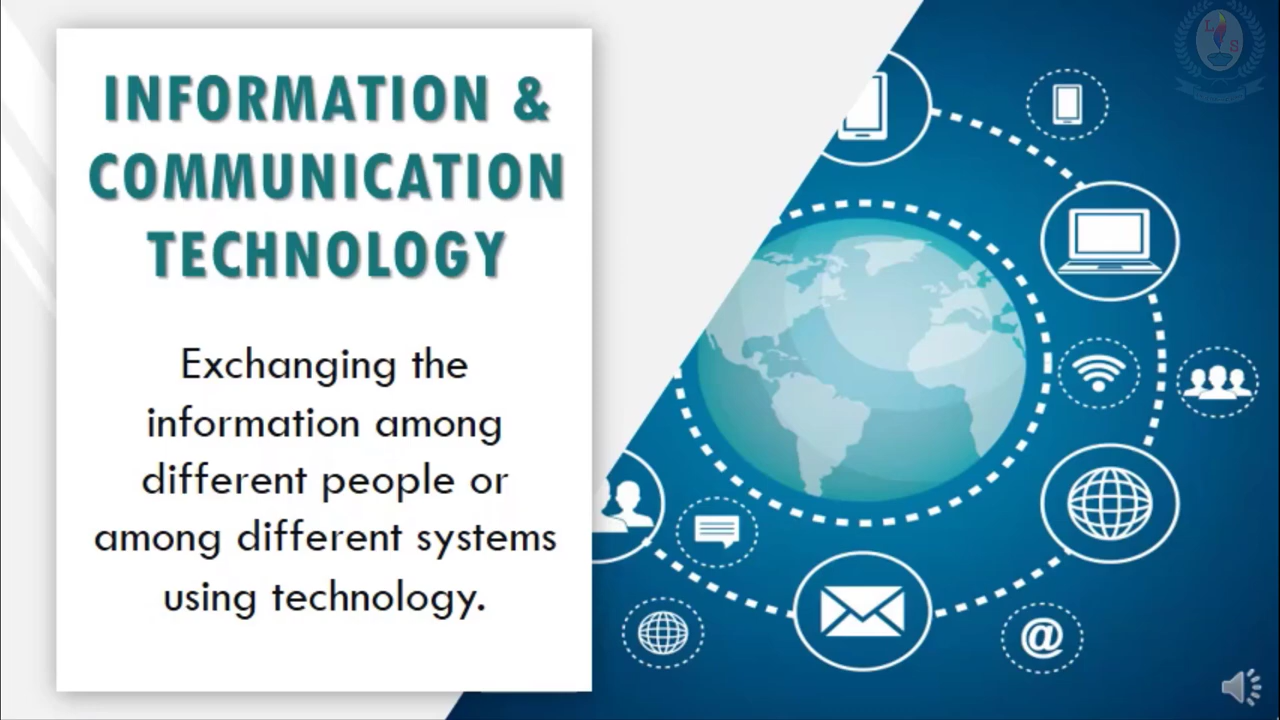 INFORMATION &
COMMUNICATION
TECHNOLOGY
Exchanging the
information among
different people or
among different systems
using technology.
@
L
S